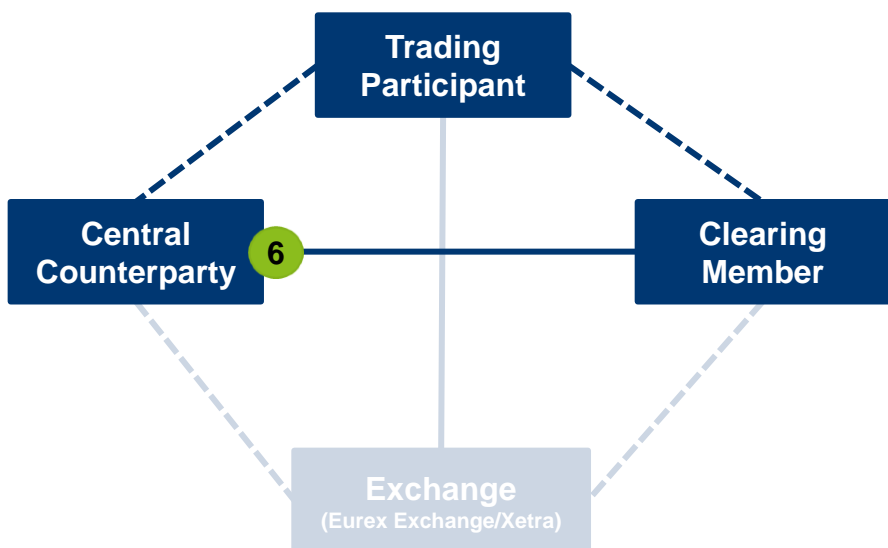 Trading
Participant
Central
Counterparty
6
Clearing
Member
Exchange
(Eurex Exchange/Xetra)